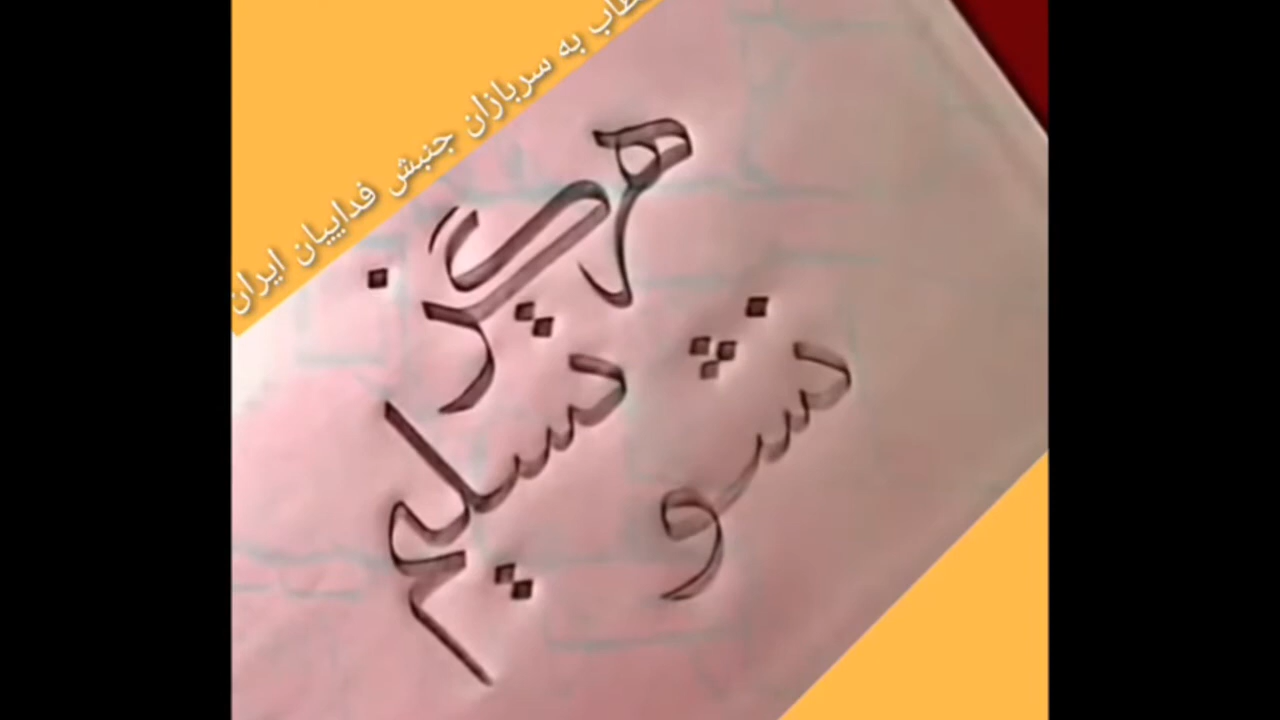 به سربازان جنبش فداییان ایران
هرگز
تسلیم
نشو